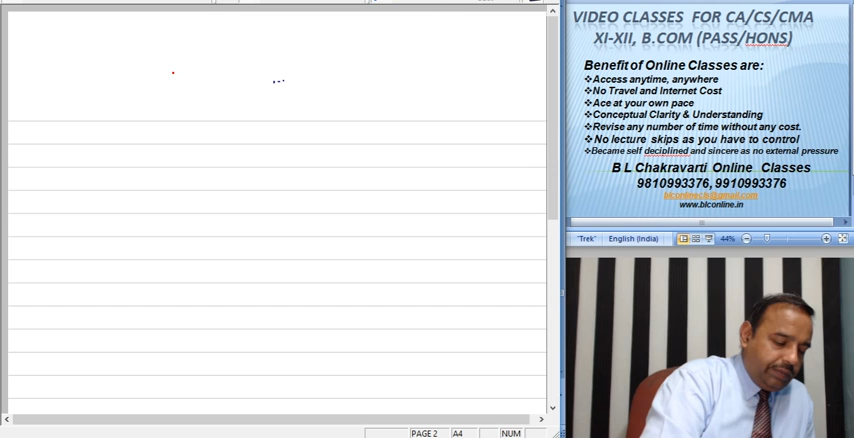 VIDEO CLASSES FOR CA/CS/CMA
XI-XII, B.COM (PASS/HONS)
Benefit of Online Classes are:
❖Access anytime, anywhere
❖No Travel and Internet Cost
❖Ace at your own pace
❖Conceptual Clarity & Understanding
❖Revise any number of time without any cost.
❖No lecture skips as you have to control
❖Became self deciplined and sincere as no external pressure
B L Chakravarti Online Classes
9810993376, 9910993376
www.blconline.in
"Trek" English (India) 44%
PAGE 2 A4 NUM